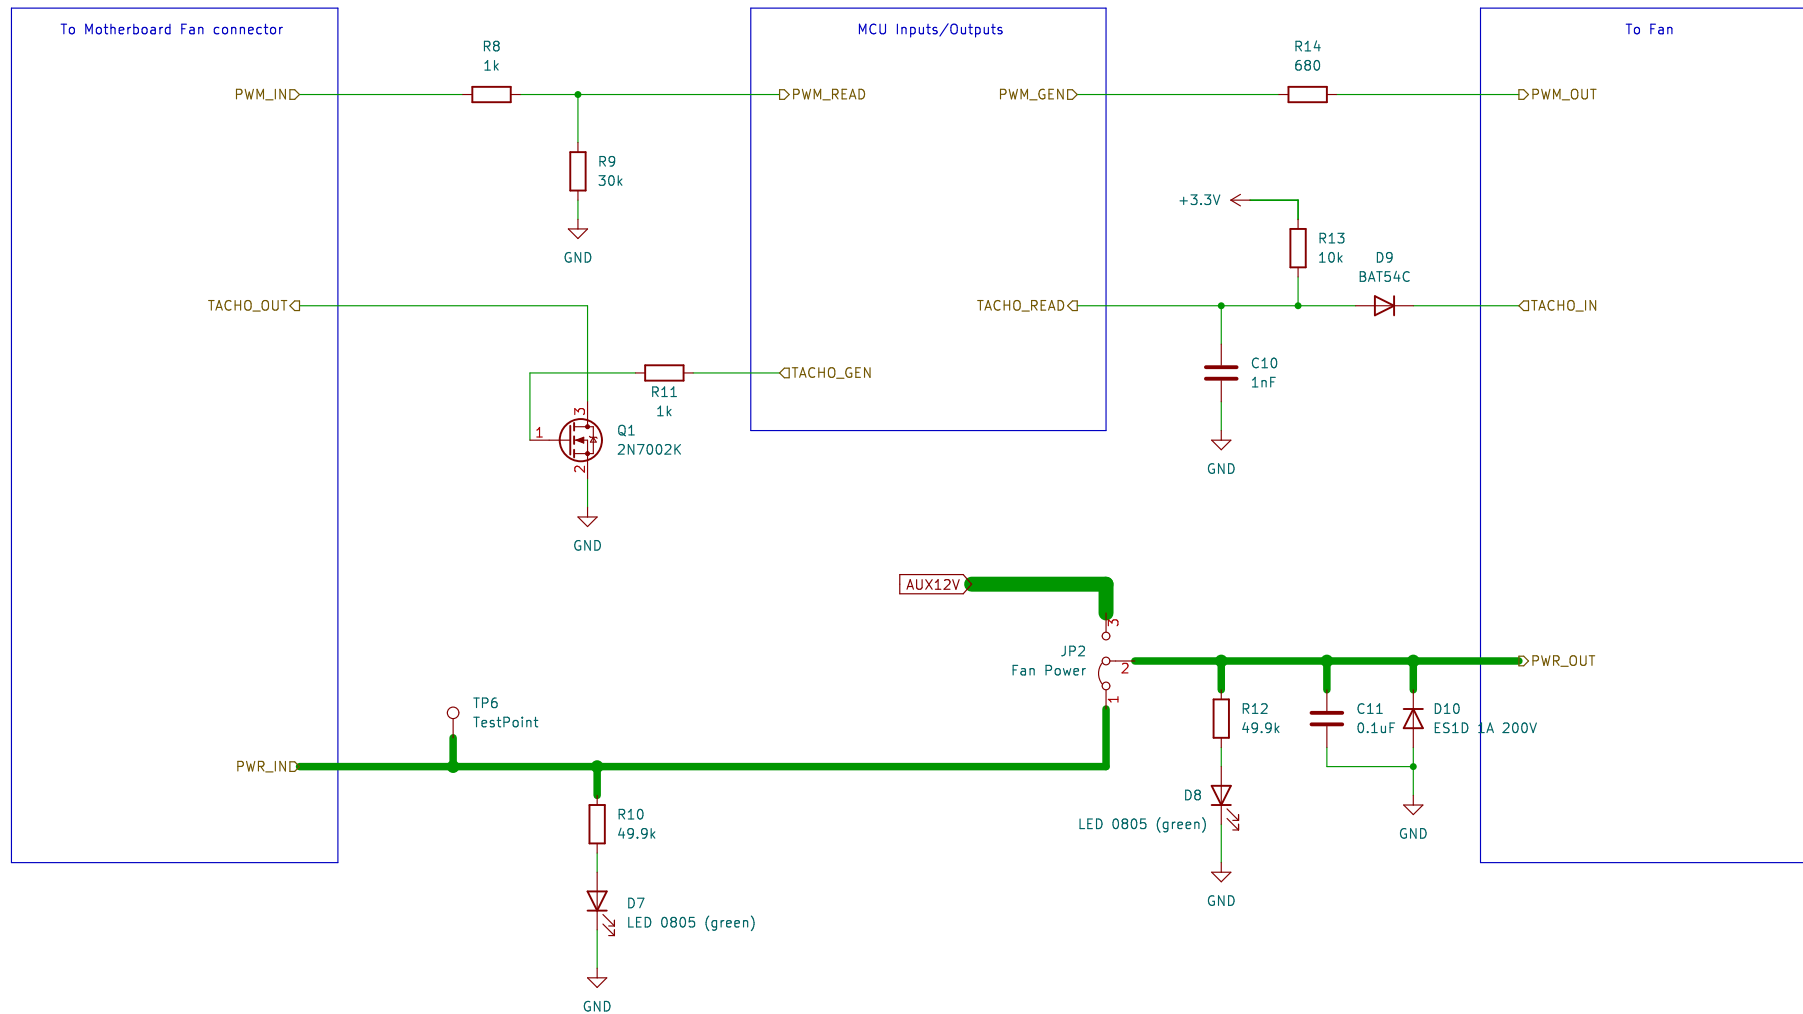 To Motherboard Fan connector
MCU Inputs/Outputs
To Fan
R8
1k
R14
680
PWM_IN
PWM_READ
PWM_GEN
PWM_OUT
R9
30k
GND
+3.3V
R13
10k
D9
BAT54C
TACHO_OUT
TACHO_READ
TACHO_IN
R11
1k
TACHO_GEN
C10
1nF
GND
1
3
2
Q1
2N7002K
GND
AUX12V
3
2
1
JP2
Fan Power
PWR_OUT
TP6
TestPoint
R12
49.9k
C11
0.1uF
D10
ES1D 1A 200V
PWR_IN
R10
49.9k
D8
LED 0805 (green)
GND
GND
D7
LED 0805 (green)
GND